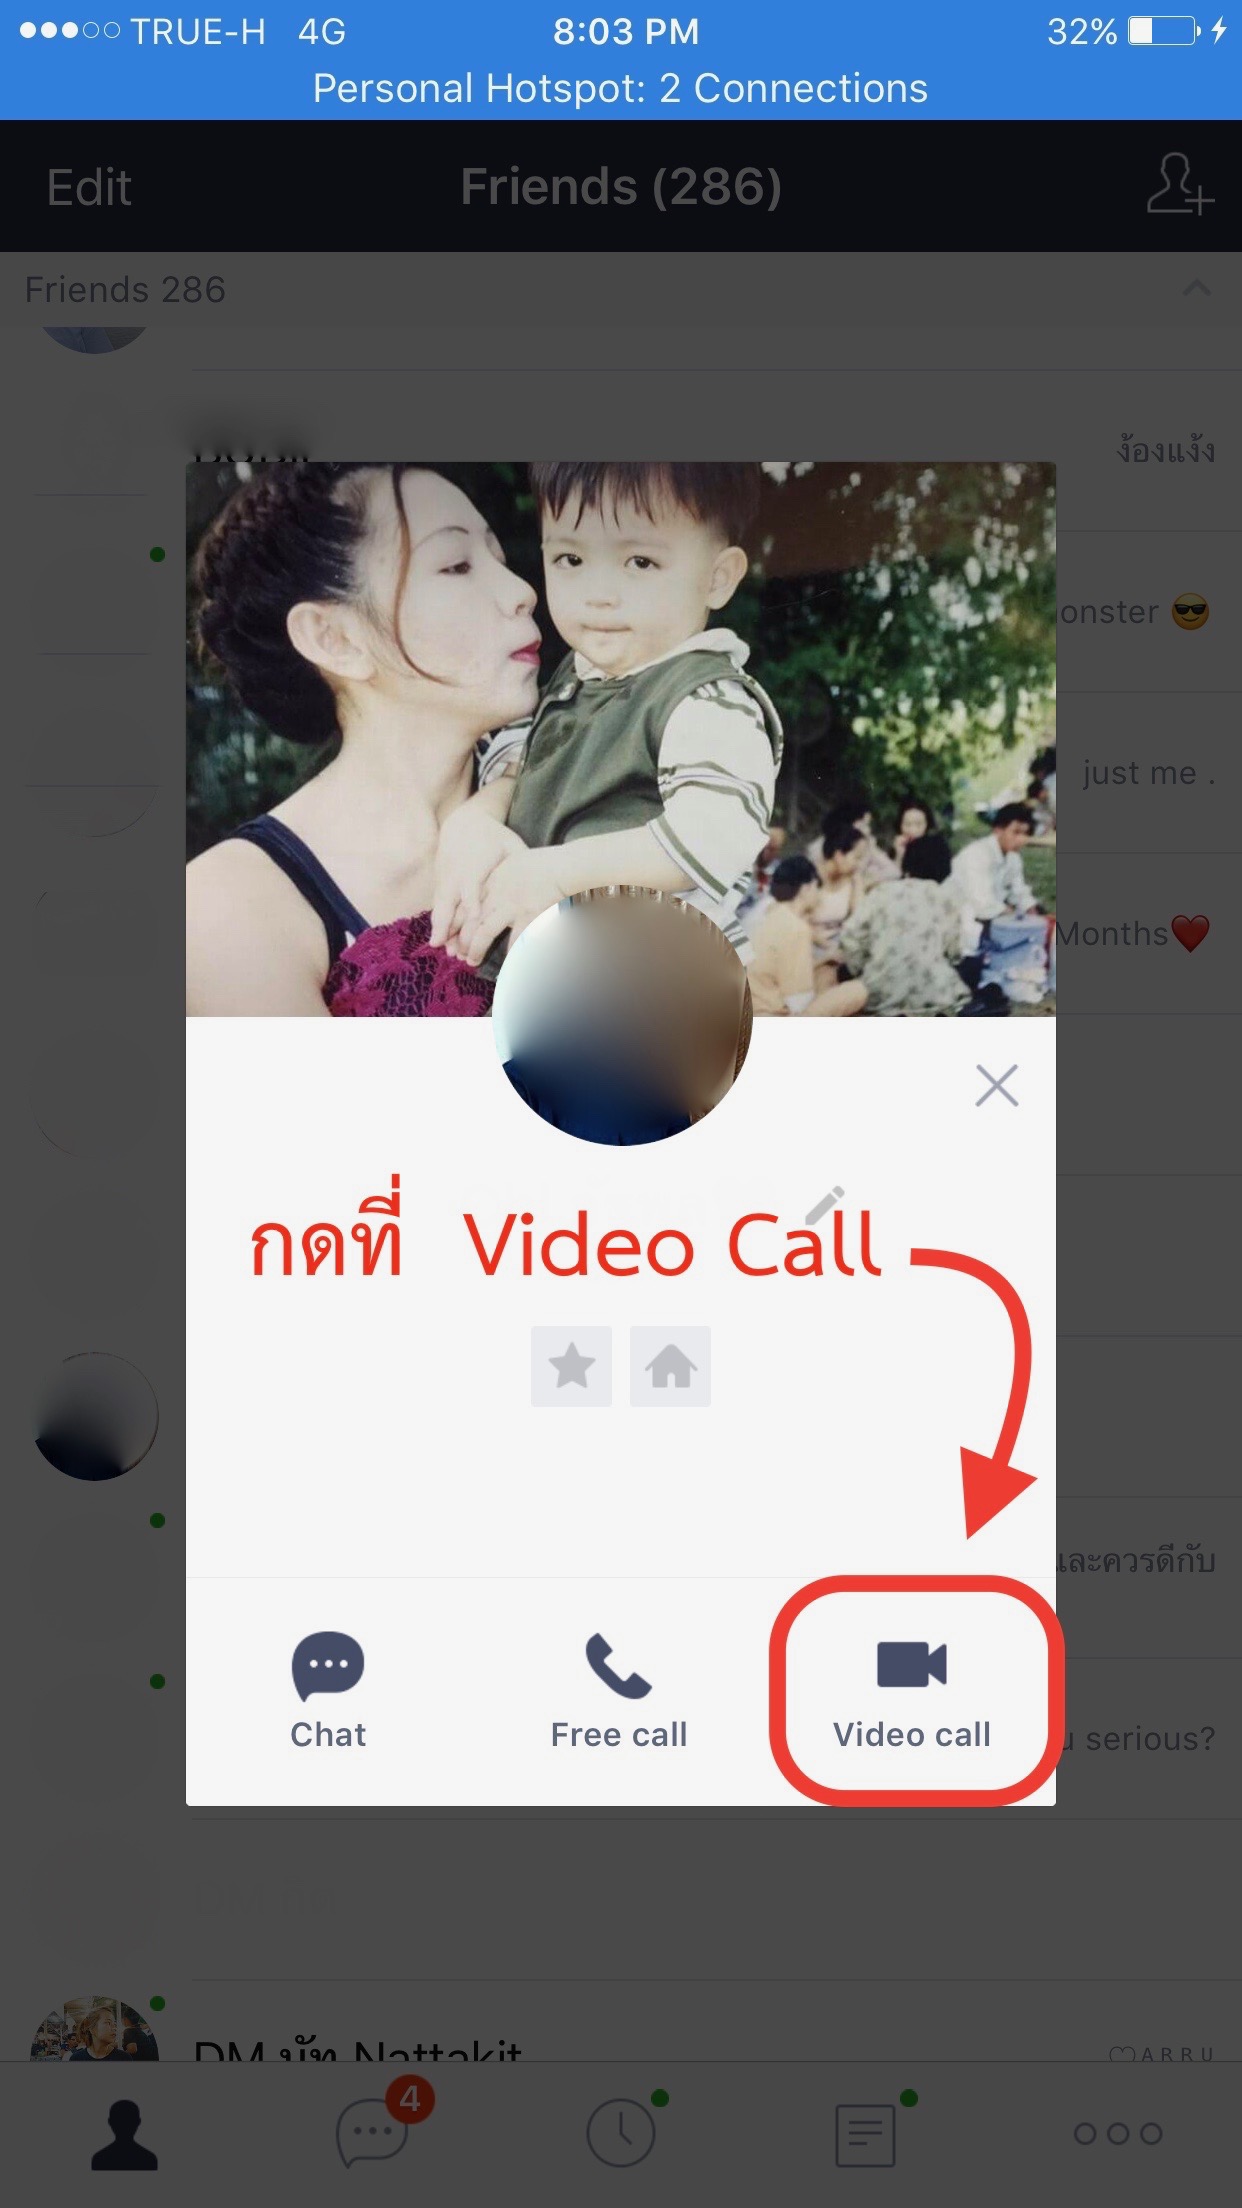 TRUE-H 4G 8:03 PM 32%
Personal Hotspot: 2 Connections
Edit Friends (286)
Friends 286
ง้องแง้ง
onster 😎
just me .
Months❤️
กดที่ Video Call
และควรดีกับ
Chat Free call Video call
serious?
DM นัท Nattakit
♡ARRU
4